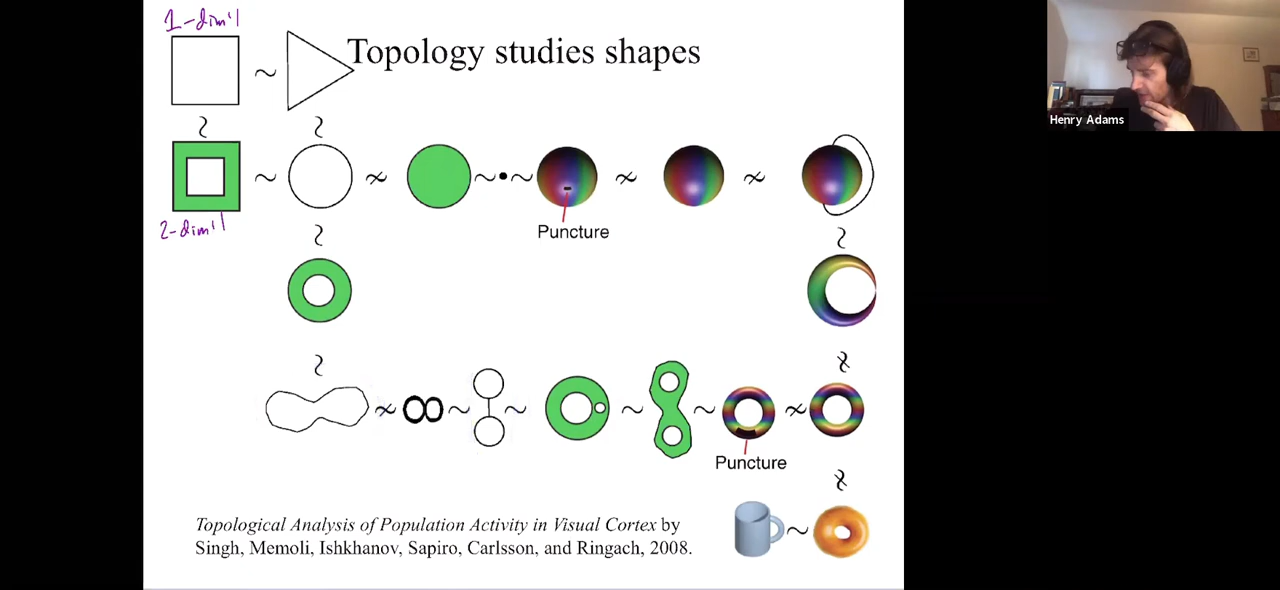 1-dim'l
Topology studies shapes
Henry Adams
2-dim'l
Puncture
Puncture
Topological Analysis of Population Activity in Visual Cortex by
Singh, Memoli, Ishkhanov, Sapiro, Carlsson, and Ringach, 2008.